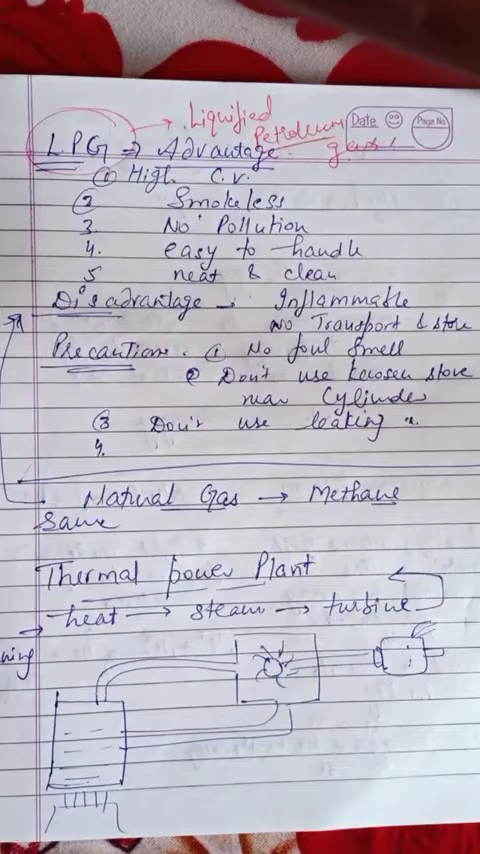 Liquified
Petroleum
gas
Date Page No.
L.P.G → Advantage
① High C.V.
② Smokeless
3. No Pollution
4. easy to handle
5 neat & clean
Disadvantage - Inflammable
no Transport & store
Precautions. ① No foul Smell
② Don't use kerosen stove
near Cylinder
③ Don't use leaking "
4.
Natural Gas → Methane
Same
Thermal power Plant
→ heat → steam → turbine
ning